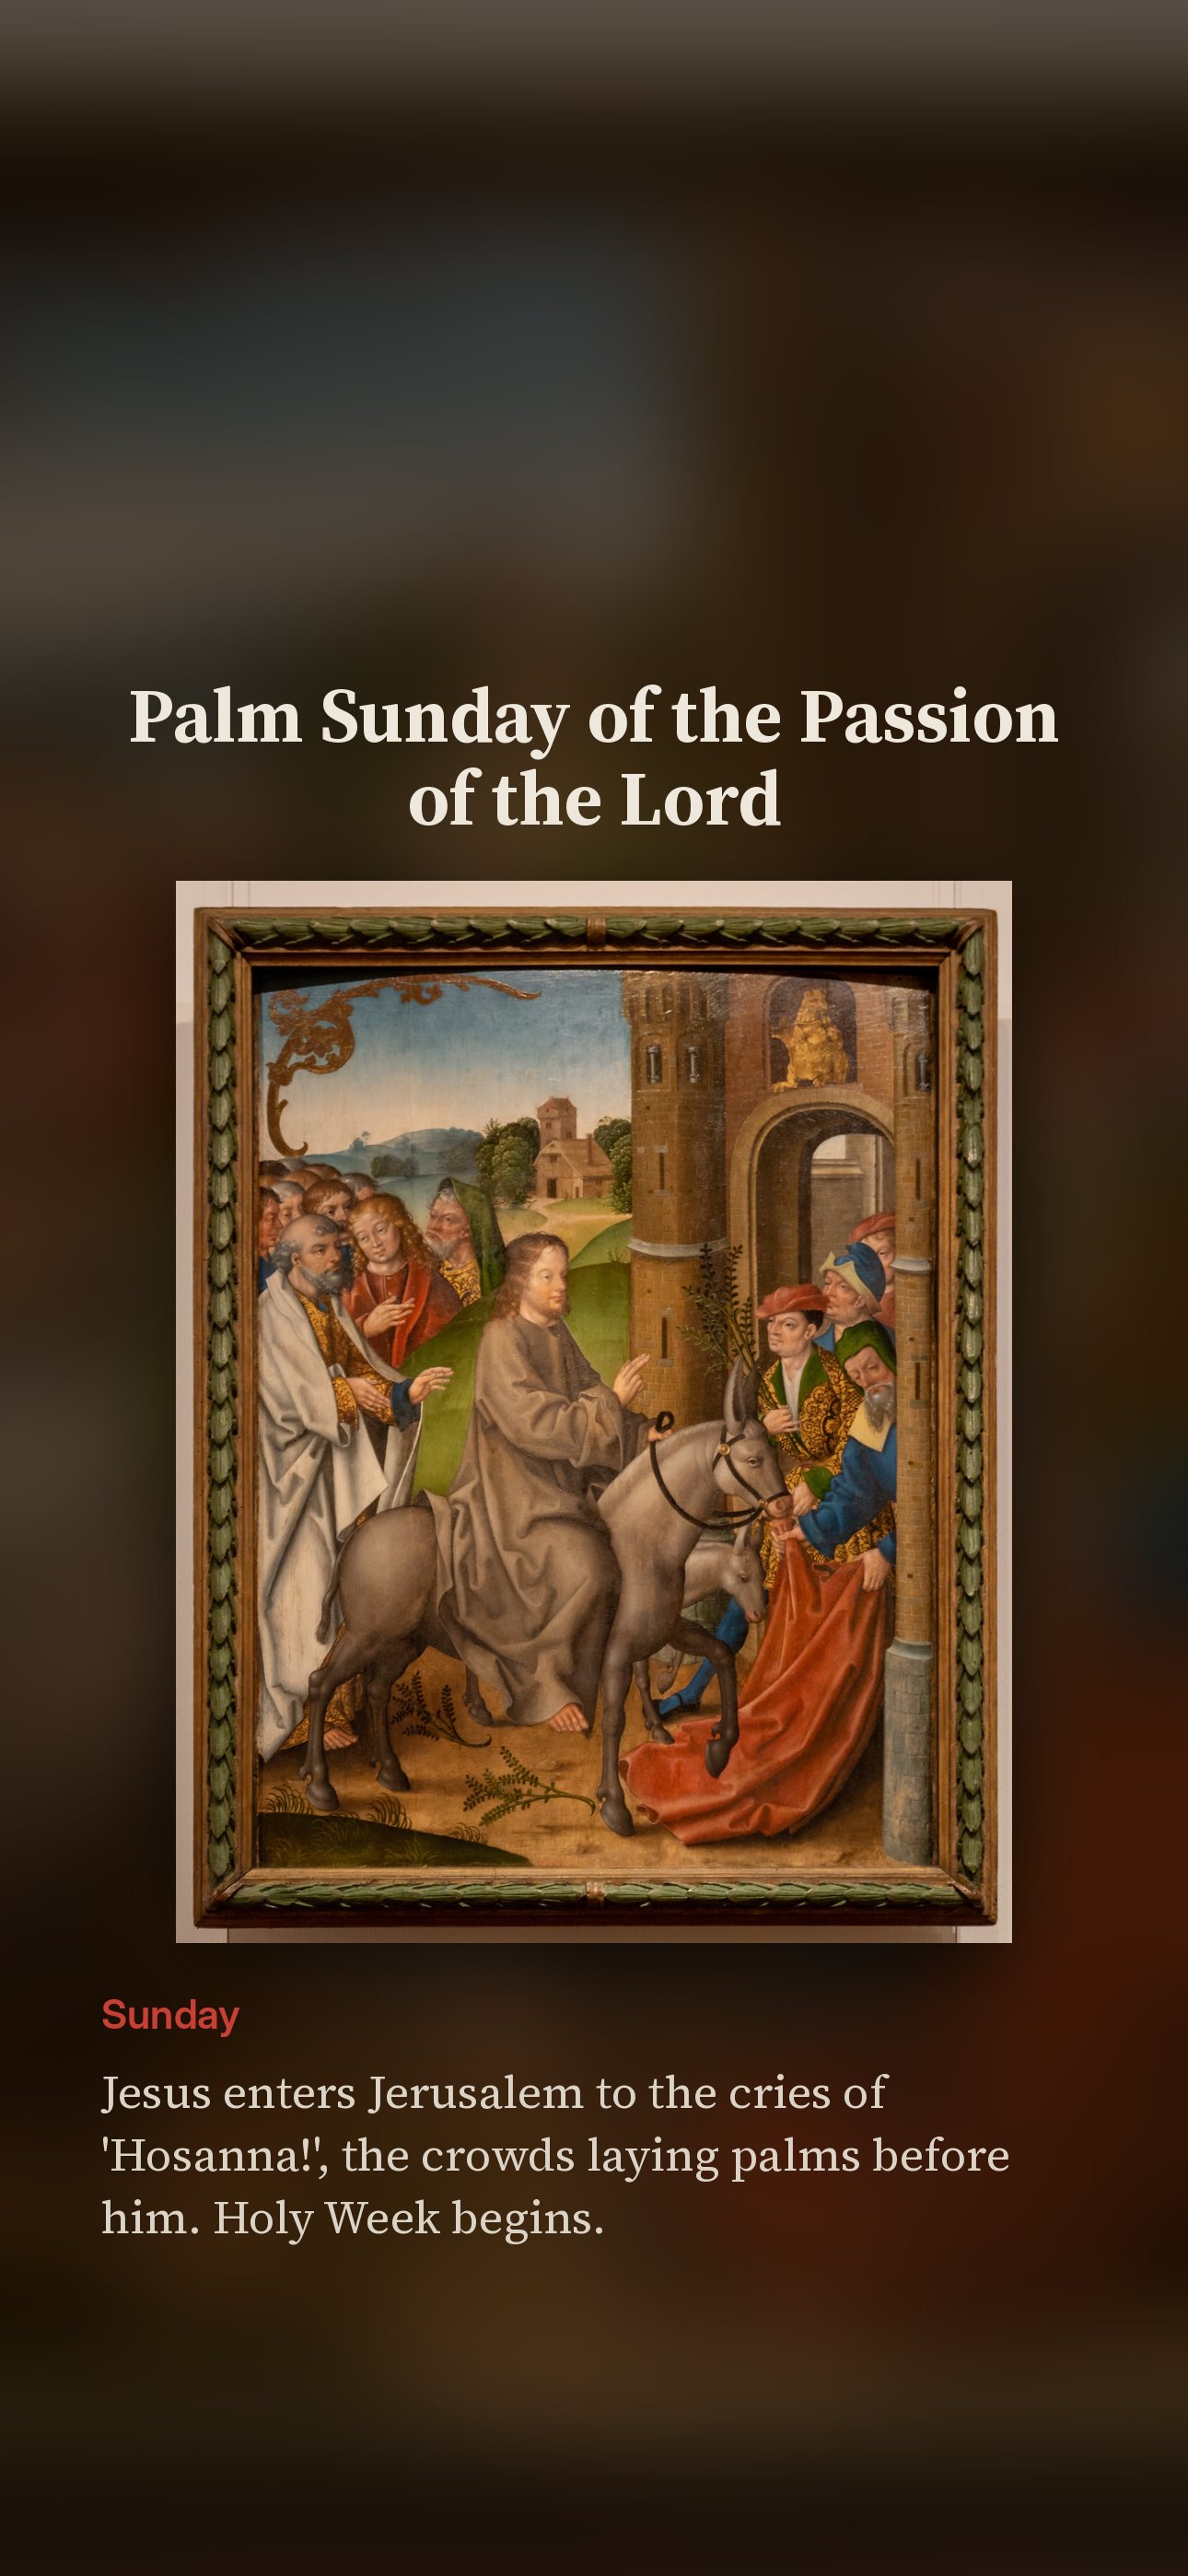 Palm Sunday of the Passion
of the Lord
Sunday
Jesus enters Jerusalem to the cries of
'Hosanna!', the crowds laying palms before
him. Holy Week begins.